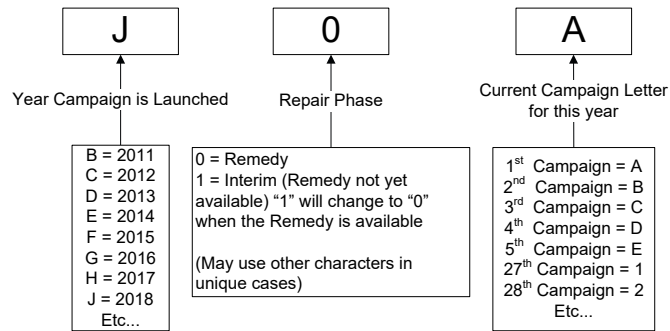 J
0
A
Year Campaign is Launched
Repair Phase
Current Campaign Letter
for this year
B = 2011
C = 2012
D = 2013
E = 2014
F = 2015
G = 2016
H = 2017
J = 2018
Etc...
0 = Remedy
1 = Interim (Remedy not yet
available) “1” will change to “0”
when the Remedy is available
(May use other characters in
unique cases)
1st Campaign = A
2nd Campaign = B
3rd Campaign = C
4th Campaign = D
5th Campaign = E
27th Campaign = 1
28th Campaign = 2
Etc...